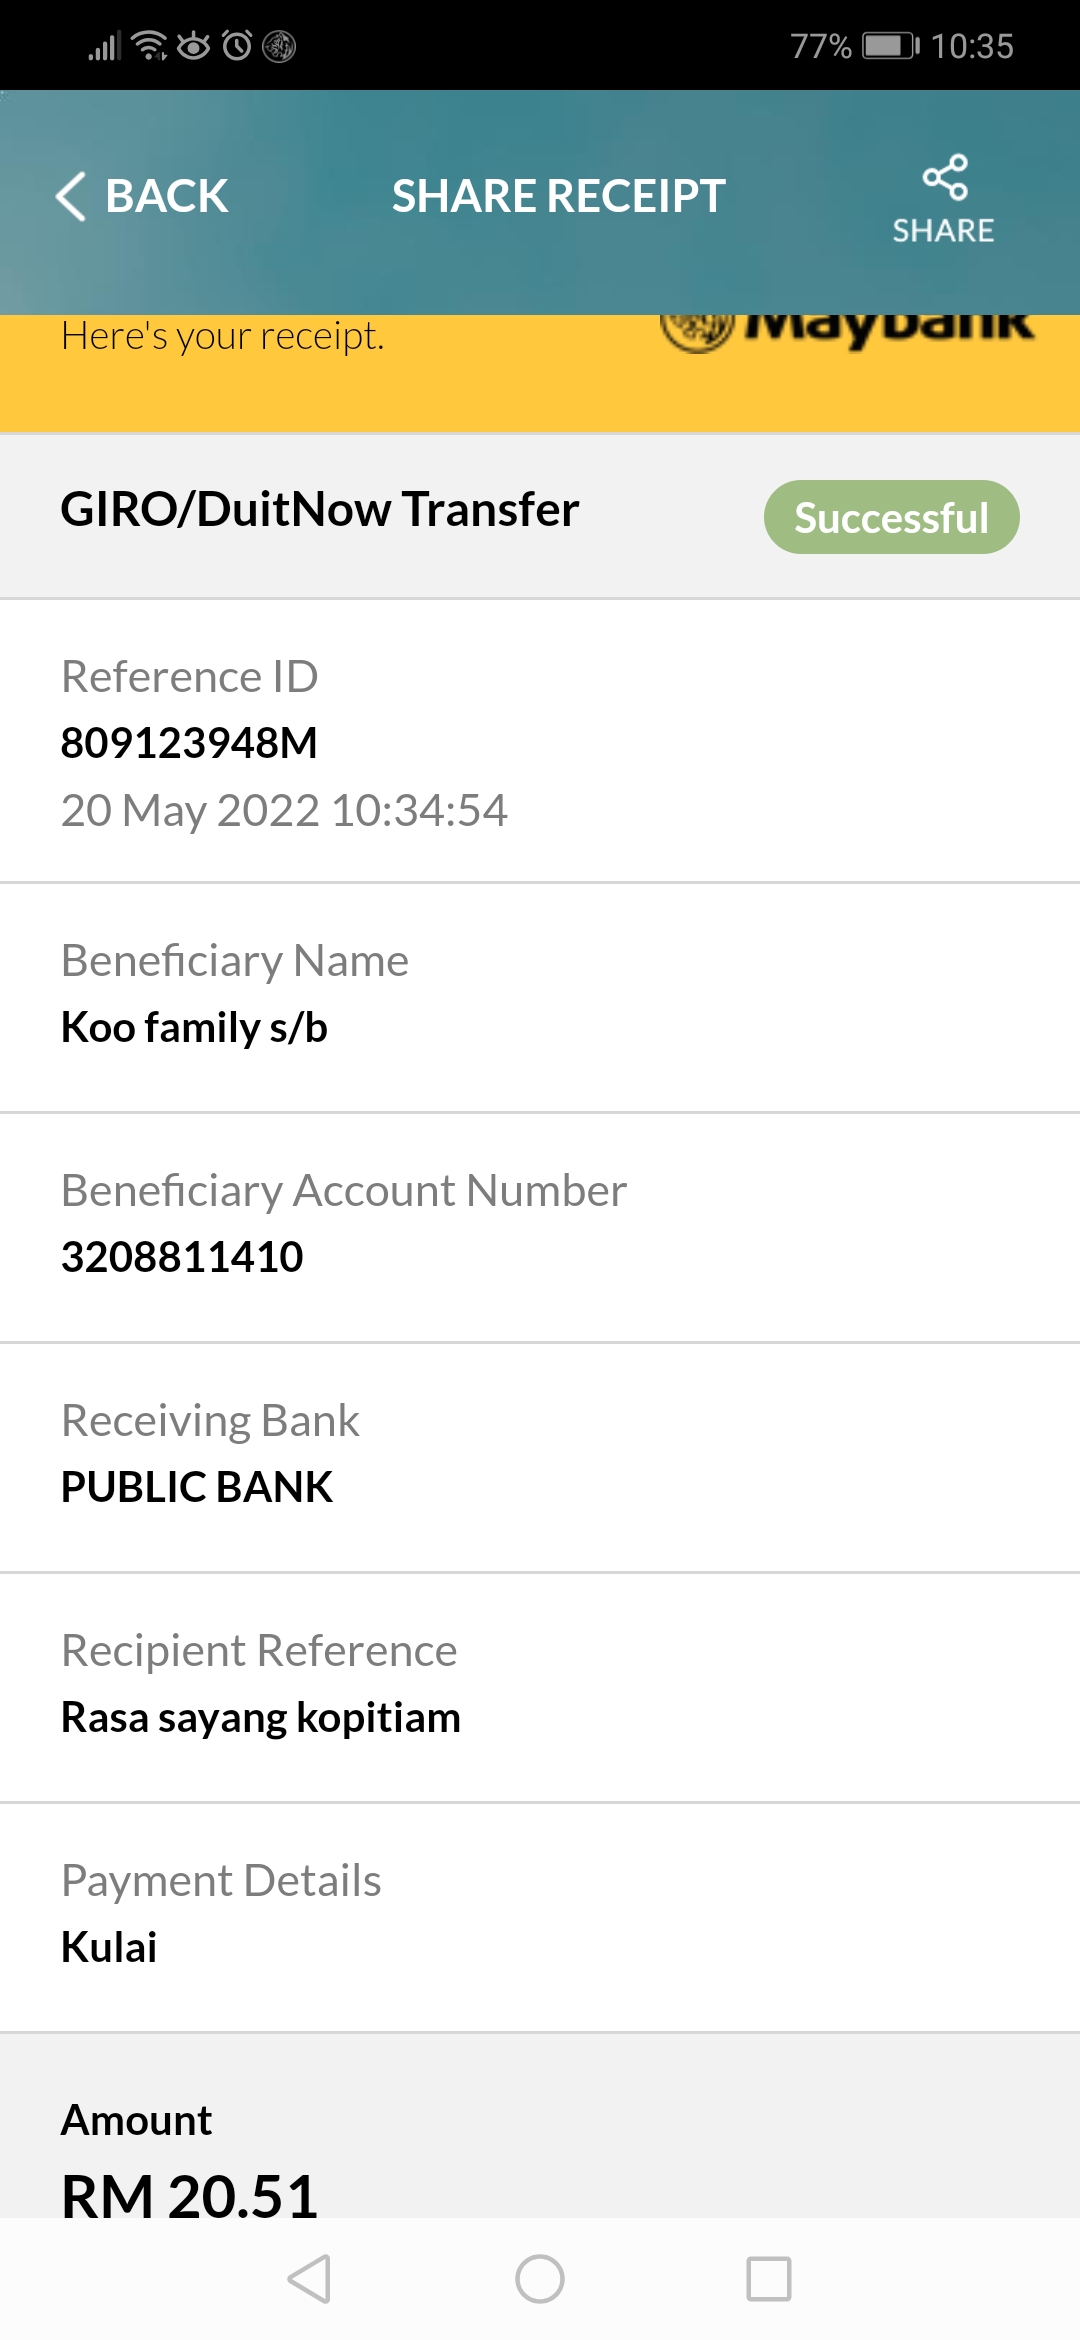 77% 10:35
BACK
SHARE RECEIPT
SHARE
Here's your receipt.
Maybank
GIRO/DuitNow Transfer
Successful
Reference ID
809123948M
20 May 2022 10:34:54
Beneficiary Name
Koo family s/b
Beneficiary Account Number
3208811410
Receiving Bank
PUBLIC BANK
Recipient Reference
Rasa sayang kopitiam
Payment Details
Kulai
Amount
RM 20.51